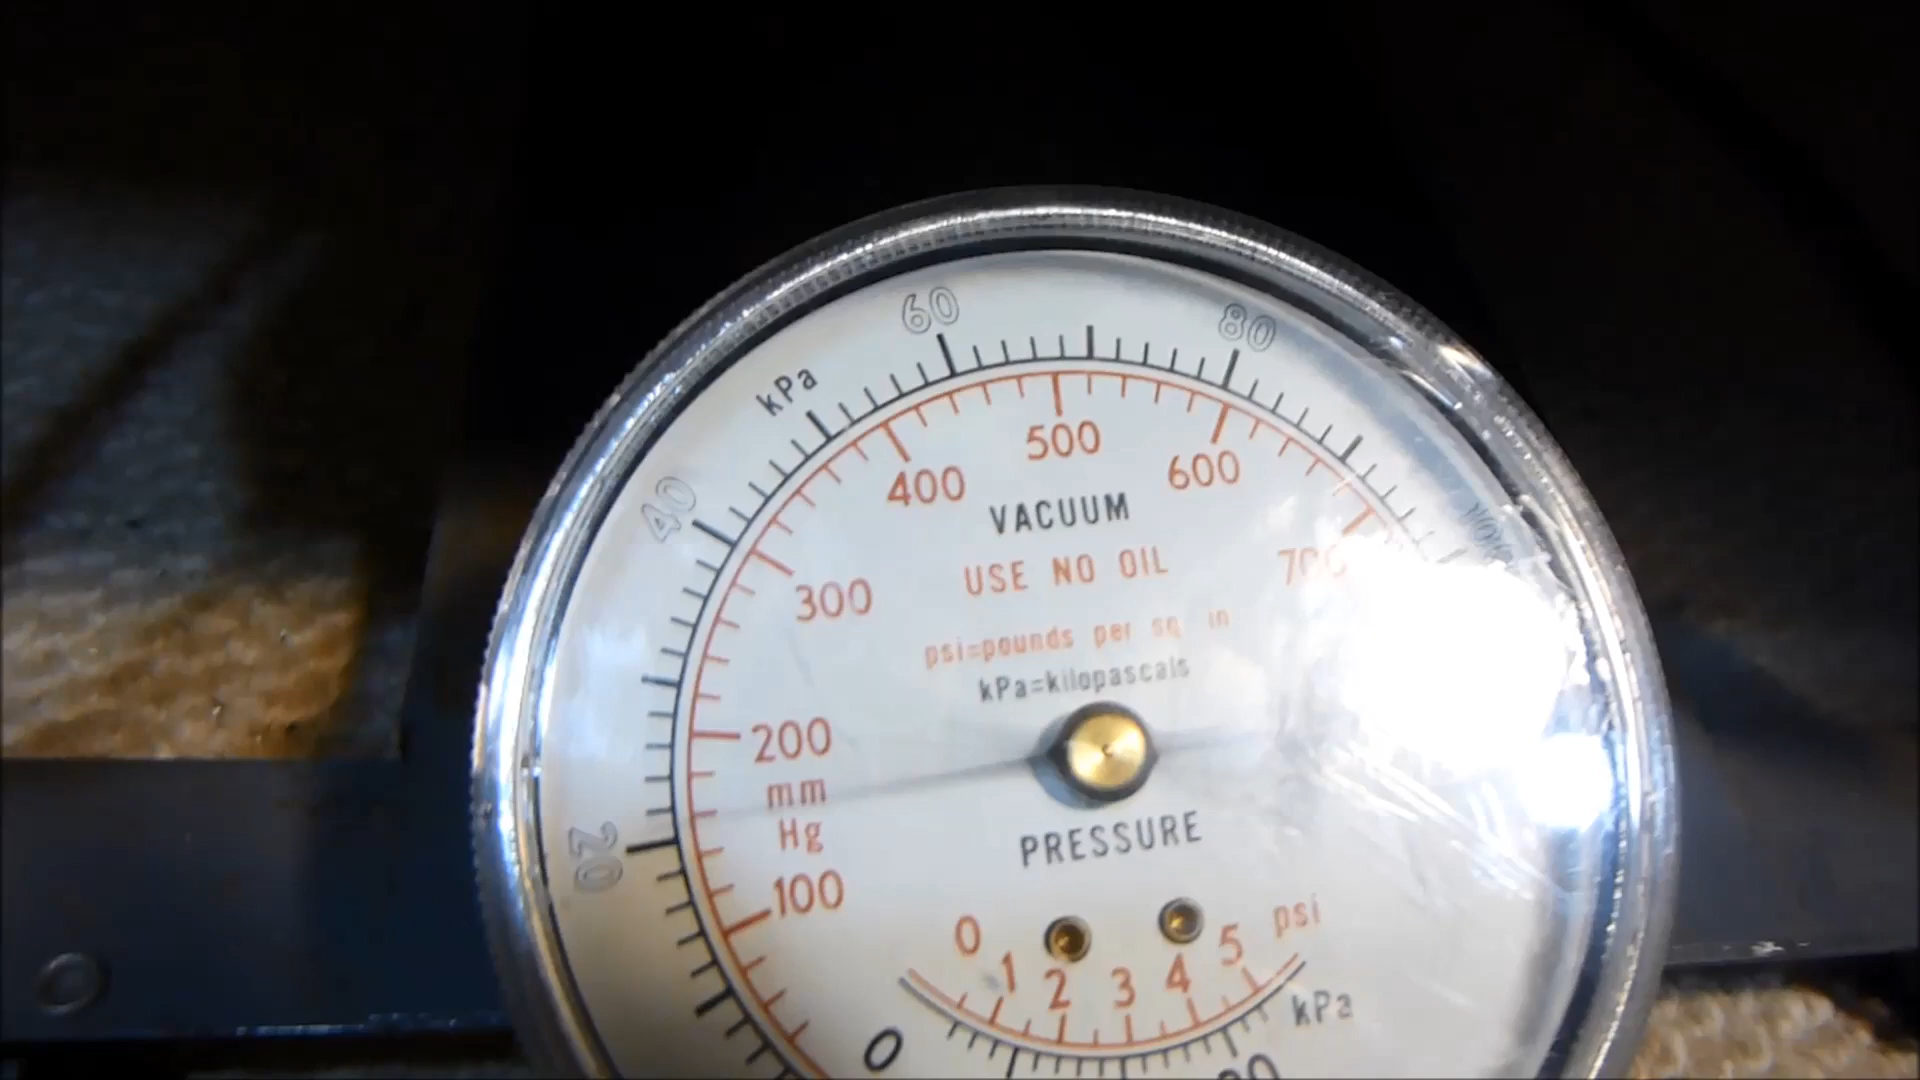 60
80
kPa
40
500
400
600
VACUUM
USE NO OIL
700
300
psi=pounds per sq in
kPa=kilopascals
200
mm
Hg
PRESSURE
20
100
0 1 2 3 4 5 psi
kPa
0